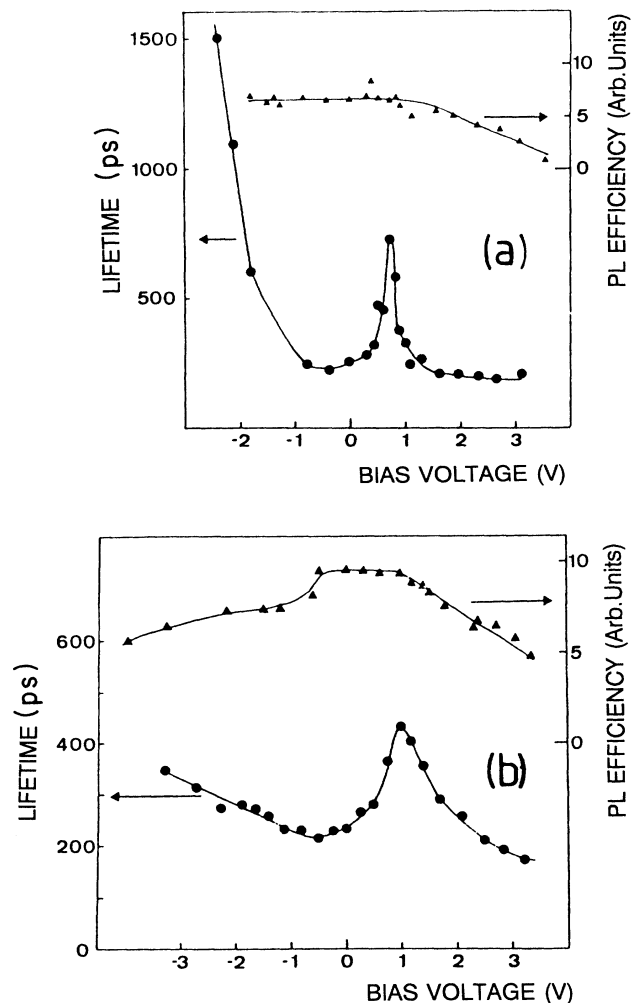 1500
1000
500
LIFETIME (ps)
10
5
0
PL EFFICIENCY (Arb.Units)
(a)
-2 -1 0 1 2 3
BIAS VOLTAGE (V)
600
400
200
0
LIFETIME (ps)
10
5
0
PL EFFICIENCY (Arb.Units)
(b)
-3 -2 -1 0 1 2 3
BIAS VOLTAGE (V)